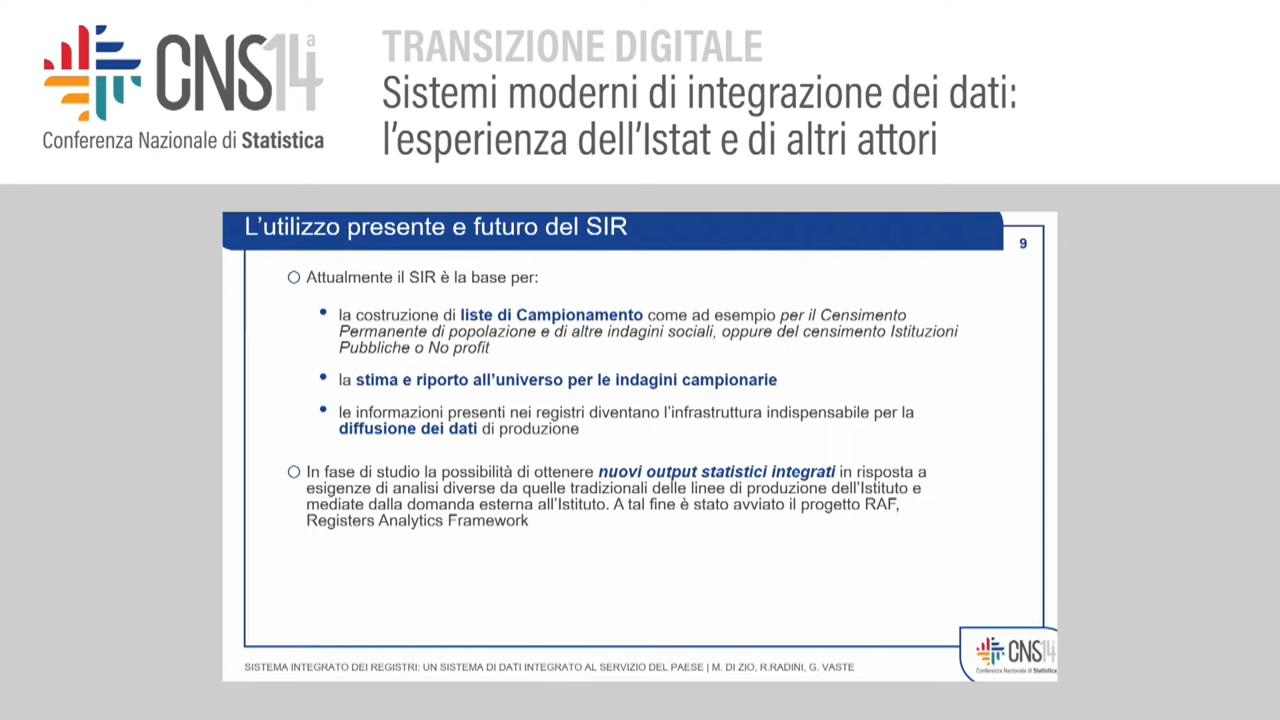 CNS14ª
Conferenza Nazionale di Statistica
TRANSIZIONE DIGITALE
Sistemi moderni di integrazione dei dati:
l'esperienza dell'Istat e di altri attori
L'utilizzo presente e futuro del SIR
9
Attualmente il SIR è la base per:
la costruzione di liste di Campionamento come ad esempio per il Censimento
Permanente di popolazione e di altre indagini sociali, oppure del censimento Istituzioni
Pubbliche o No profit
la stima e riporto all'universo per le indagini campionarie
le informazioni presenti nei registri diventano l'infrastruttura indispensabile per la
diffusione dei dati di produzione
In fase di studio la possibilità di ottenere nuovi output statistici integrati in risposta a
esigenze di analisi diverse da quelle tradizionali delle linee di produzione dell'Istituto e
mediate dalla domanda esterna all'Istituto. A tal fine è stato avviato il progetto RAF,
Registers Analytics Framework
SISTEMA INTEGRATO DEI REGISTRI: UN SISTEMA DI DATI INTEGRATO AL SERVIZIO DEL PAESE | M. DI ZIO, R.RADINI, G. VASTE
CNS14
Conferenza Nazionale di Statistica